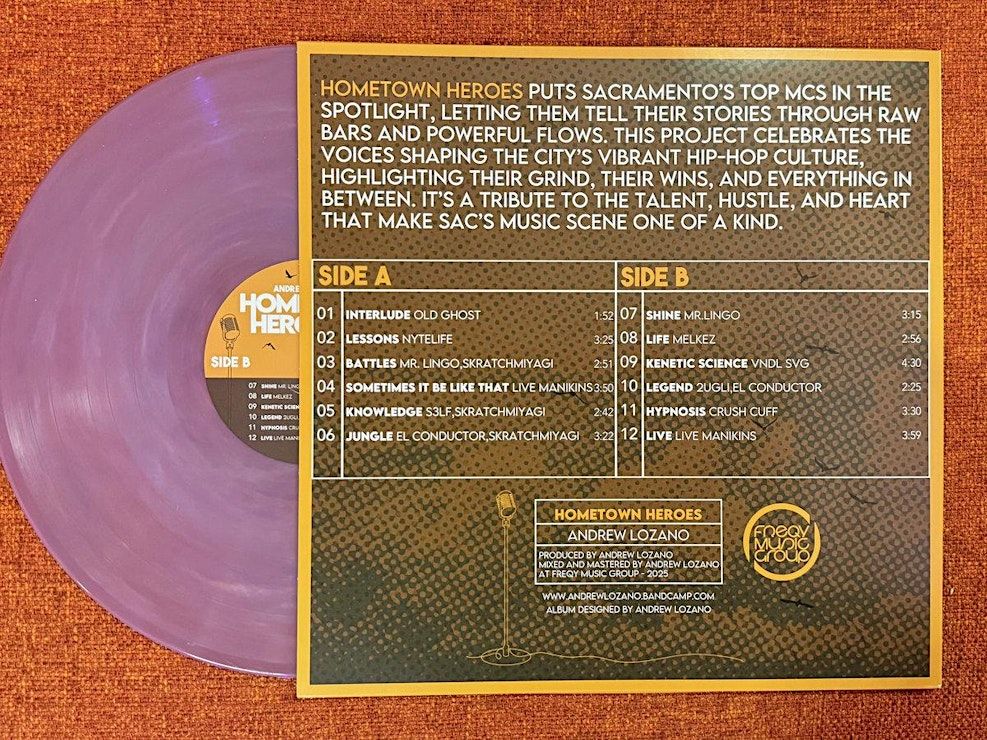 HOMETOWN HEROES PUTS SACRAMENTO'S TOP MCS IN THE
SPOTLIGHT, LETTING THEM TELL THEIR STORIES THROUGH RAW
BARS AND POWERFUL FLOWS. THIS PROJECT CELEBRATES THE
VOICES SHAPING THE CITY'S VIBRANT HIP-HOP CULTURE,
HIGHLIGHTING THEIR GRIND, THEIR WINS, AND EVERYTHING IN
BETWEEN. IT'S A TRIBUTE TO THE TALENT, HUSTLE, AND HEART
THAT MAKE SAC'S MUSIC SCENE ONE OF A KIND.
SIDE A
01 INTERLUDE OLD GHOST 1:52
02 LESSONS NYTELIFE 3:25
03 BATTLES MR. LINGO,SKRATCHMIYAGI 2:51
04 SOMETIMES IT BE LIKE THAT LIVE MANIKINS 3:50
05 KNOWLEDGE S3LF,SKRATCHMIYAGI 2:42
06 JUNGLE EL CONDUCTOR,SKRATCHMIYAGI 3:22
SIDE B
07 SHINE MR.LINGO 3:15
08 LIFE MELKEZ 2:56
09 KENETIC SCIENCE VNDL SVG 4:30
10 LEGEND 2UGLI,EL CONDUCTOR 2:25
11 HYPNOSIS CRUSH CUFF 3:30
12 LIVE LIVE MANIKINS 3:59
HOMETOWN HEROES
ANDREW LOZANO
PRODUCED BY ANDREW LOZANO
MIXED AND MASTERED BY ANDREW LOZANO
AT FREQY MUSIC GROUP - 2025
WWW.ANDREWLOZANO.BANDCAMP.COM
ALBUM DESIGNED BY ANDREW LOZANO
FREQY
MUSIC
GROUP
ANDRE
HOM
HERO
SIDE B
07 SHINE MR. LING
08 LIFE MELKEZ
09 KENETIC SCIEN
10 LEGEND 2UGLI,
11 HYPNOSIS CRU
12 LIVE LIVE MANI